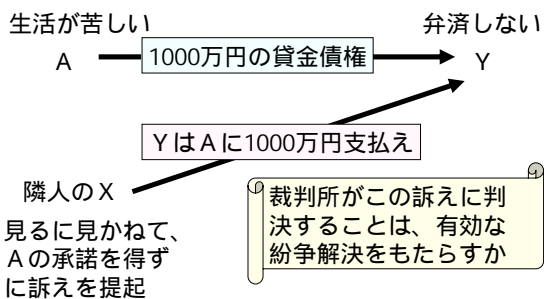 生活が苦しい
弁済しない
A
1000万円の貸金債権
Y
YはAに1000万円支払え
隣人のX
見るに見かねて、
Aの承諾を得ず
に訴えを提起
裁判所がこの訴えに判
決することは、有効な
紛争解決をもたらすか